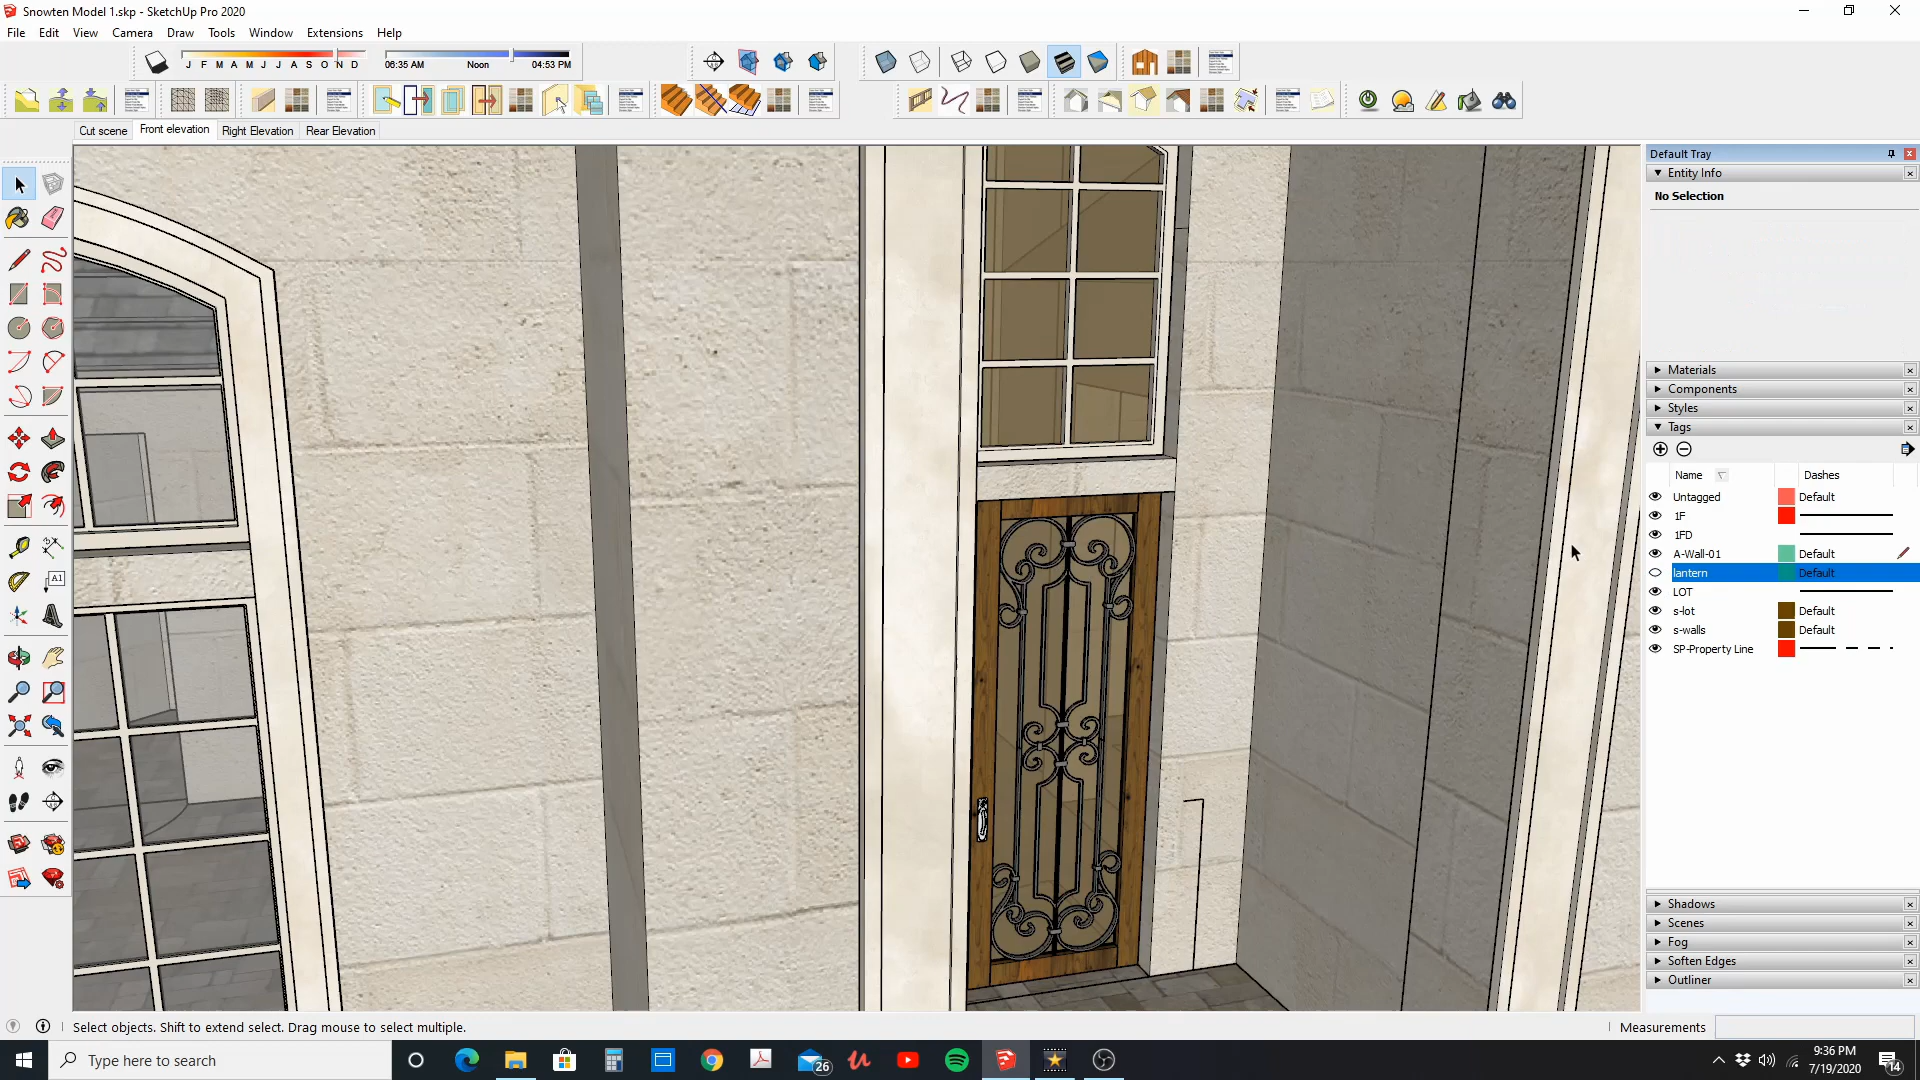 Snowten Model 1.skp - SketchUp Pro 2020
File Edit View Camera Draw Tools Window Extensions Help
J F M A M J J A S O N D
06:35 AM Noon 04:53 PM
Cut scene Front elevation Right Elevation Rear Elevation
Default Tray
Entity Info
No Selection
Materials
Components
Styles
Tags
Name Dashes
Untagged Default
1F
1FD
A-Wall-01 Default
lantern Default
LOT
s-lot Default
s-walls Default
SP-Property Line
A1
Shadows
Scenes
Fog
Soften Edges
Outliner
Select objects. Shift to extend select. Drag mouse to select multiple.
Measurements
Type here to search
26
9:36 PM
7/19/2020
14